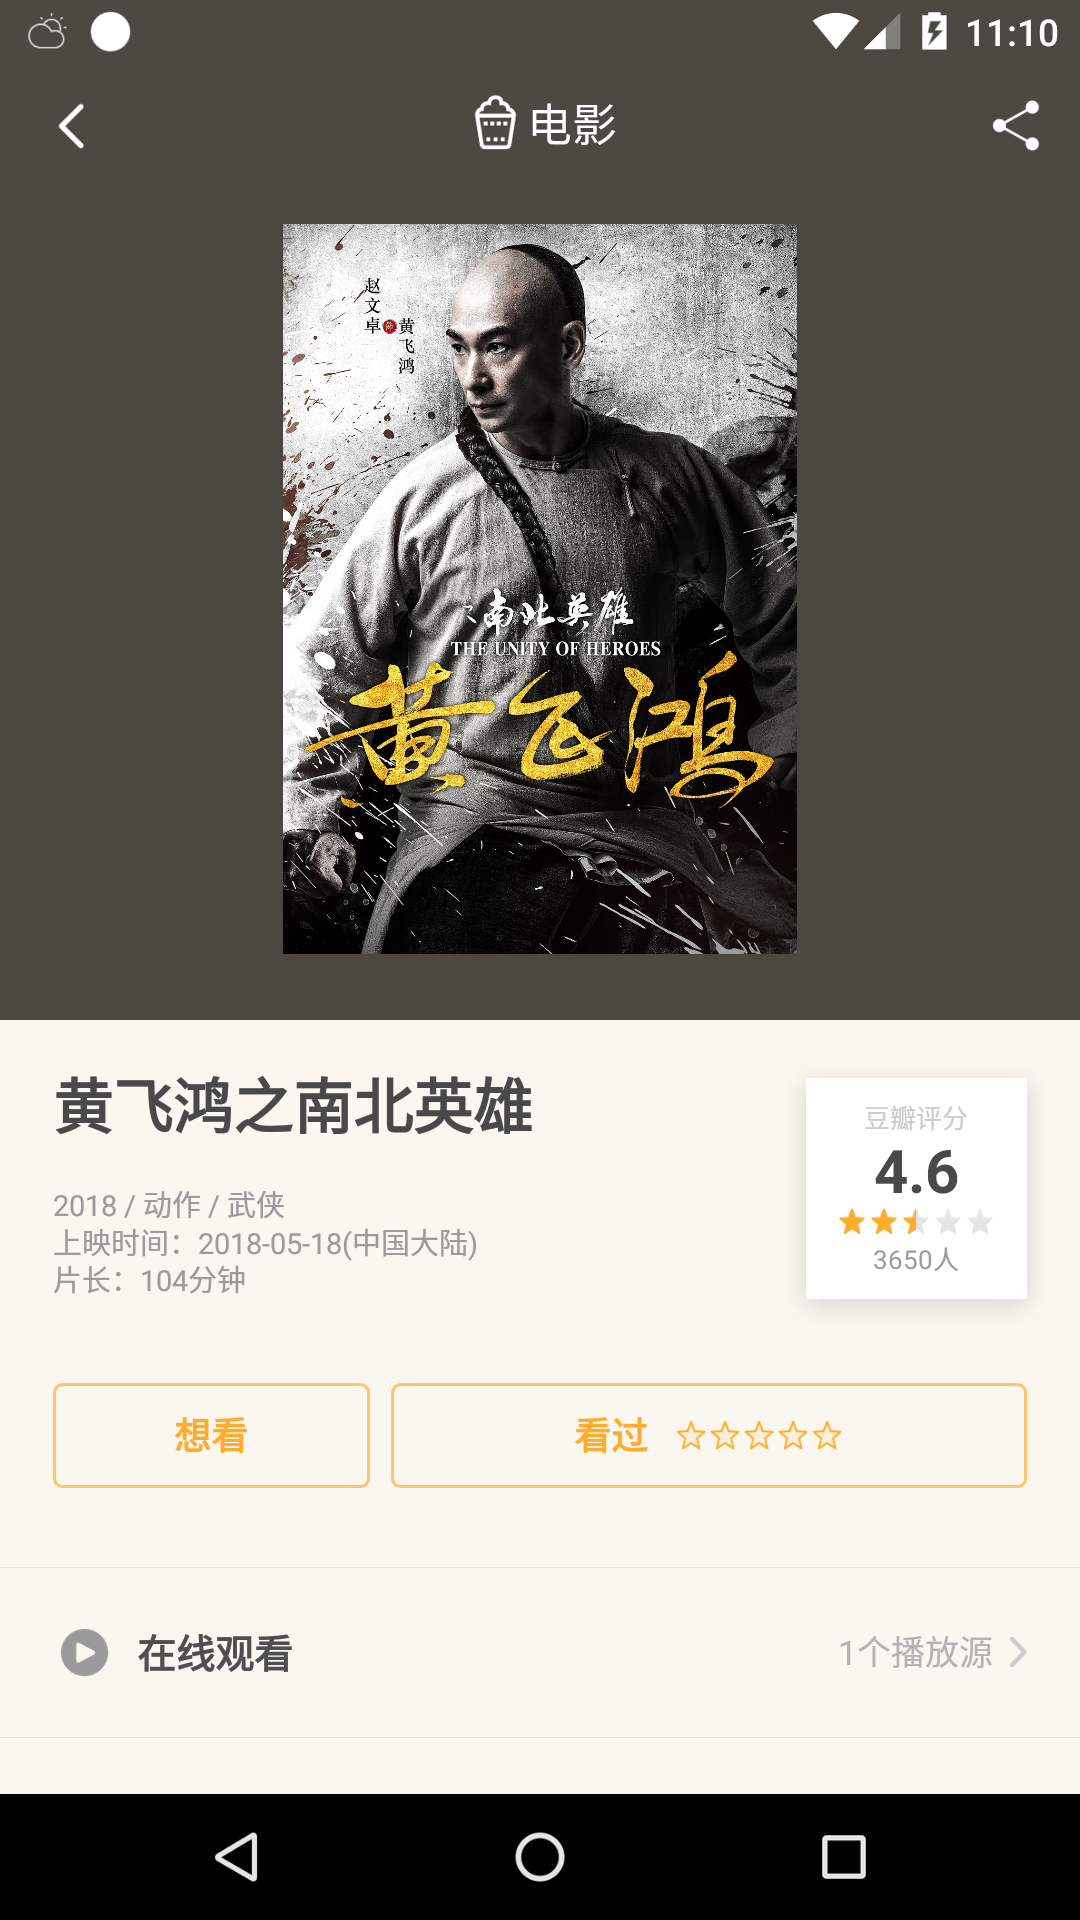 11:10
电影
赵文卓
黄飞鸿
之南北英雄
THE UNITY OF HEROES
黄飞鸿
黄飞鸿之南北英雄
豆瓣评分
4.6
3650人
2018 / 动作 / 武侠
上映时间：2018-05-18(中国大陆)
片长：104分钟
想看
看过
在线观看
1个播放源